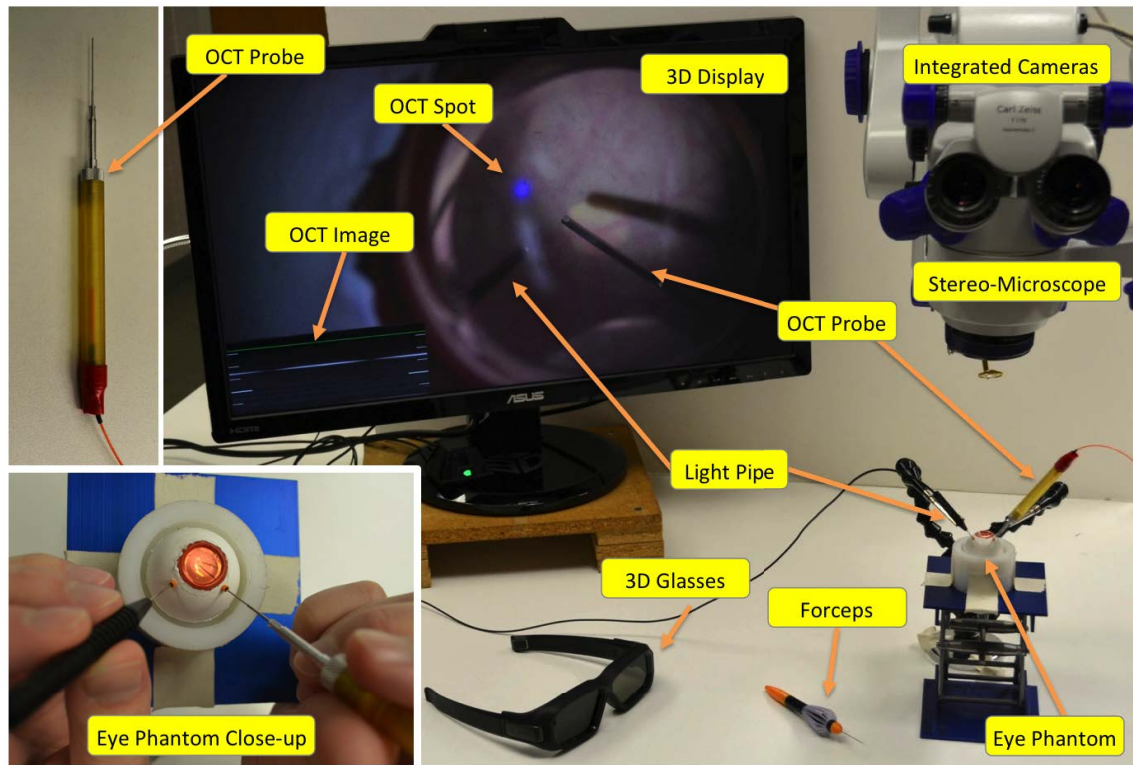 OCT Probe
3D Display
Integrated Cameras
OCT Spot
Carl Zeiss
OCT Image
Stereo-Microscope
OCT Probe
ASUS
HDMI
Light Pipe
3D Glasses
Forceps
Eye Phantom Close-up
Eye Phantom